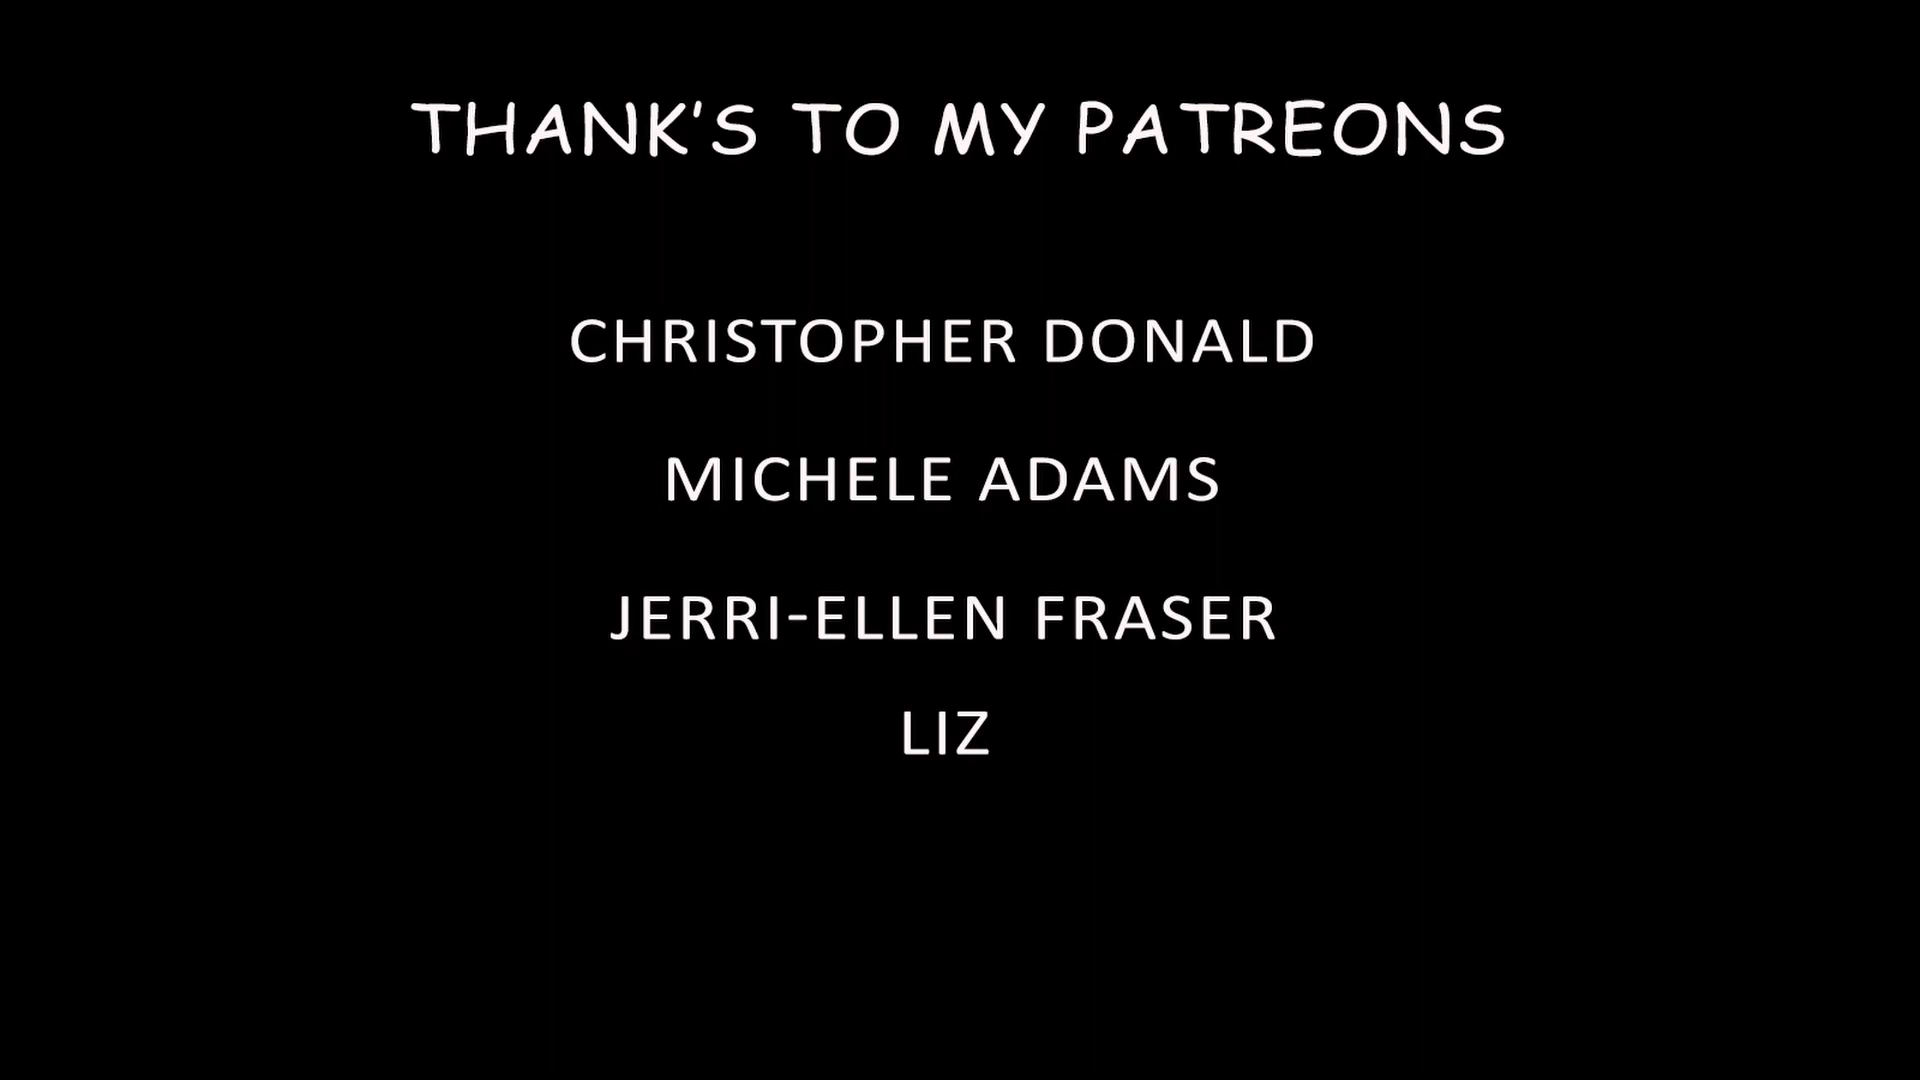 THANK'S TO MY PATREONS
CHRISTOPHER DONALD
MICHELE ADAMS
JERRI-ELLEN FRASER
LIZ